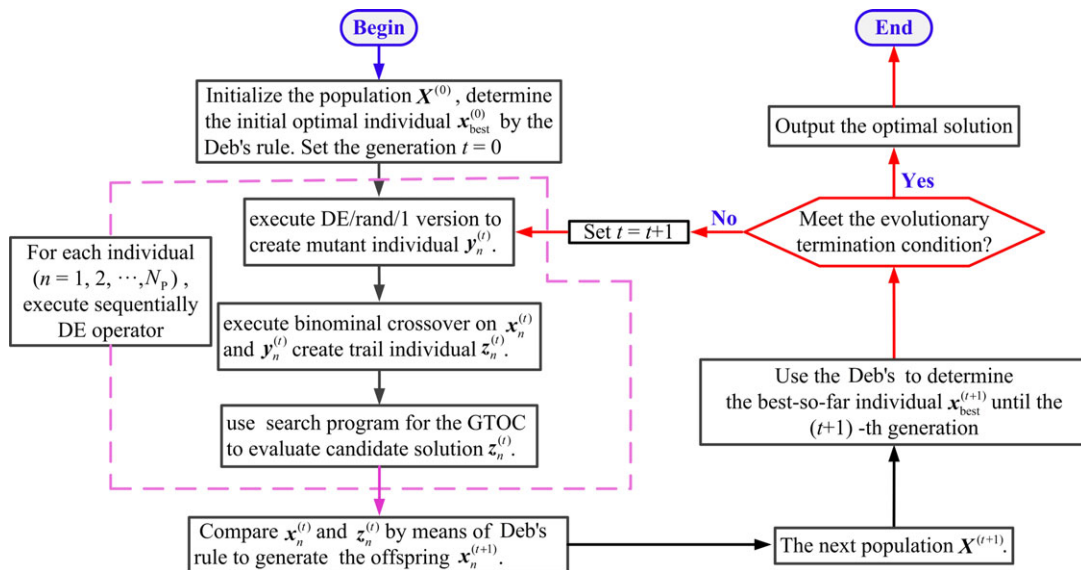 Begin
Initialize the population X^(0), determine
the initial optimal individual x_best^(0) by the
Deb's rule. Set the generation t = 0
execute DE/rand/1 version to
create mutant individual y_n^(t).
For each individual
(n = 1, 2, ···,N_P) ,
execute sequentially
DE operator
execute binominal crossover on x_n^(t)
and y_n^(t) create trail individual z_n^(t).
use search program for the GTOC
to evaluate candidate solution z_n^(t).
Compare x_n^(t) and z_n^(t) by means of Deb's
rule to generate the offspring x_n^(t+1).
The next population X^(t+1).
Use the Deb's to determine
the best-so-far individual x_best^(t+1) until the
(t+1) -th generation
Meet the evolutionary
termination condition?
No
Set t = t+1
Yes
Output the optimal solution
End